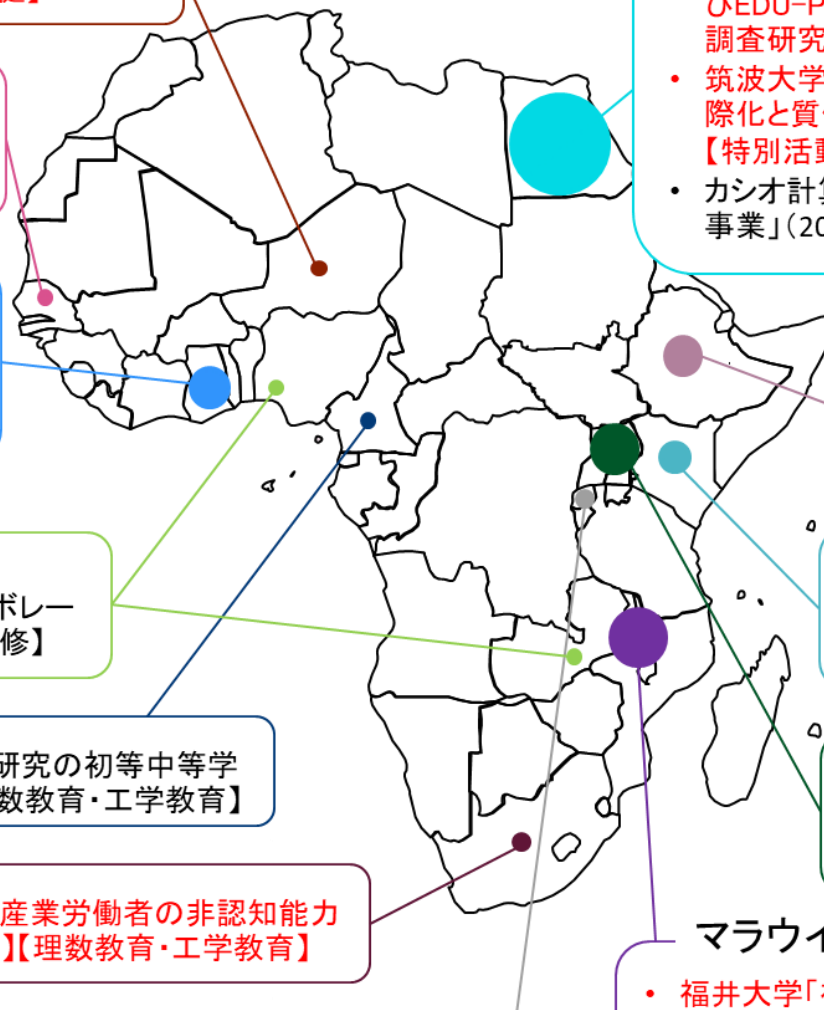 びEDU-P
調査研究
• 筑波大学
際化と質
【特別活動
• カシオ計算
事業」（20
ボレー
修】
研究の初等中等学
数教育・工学教育】
産業労働者の非認知能力
】【理数教育・工学教育】
マラウイ
• 福井大学「